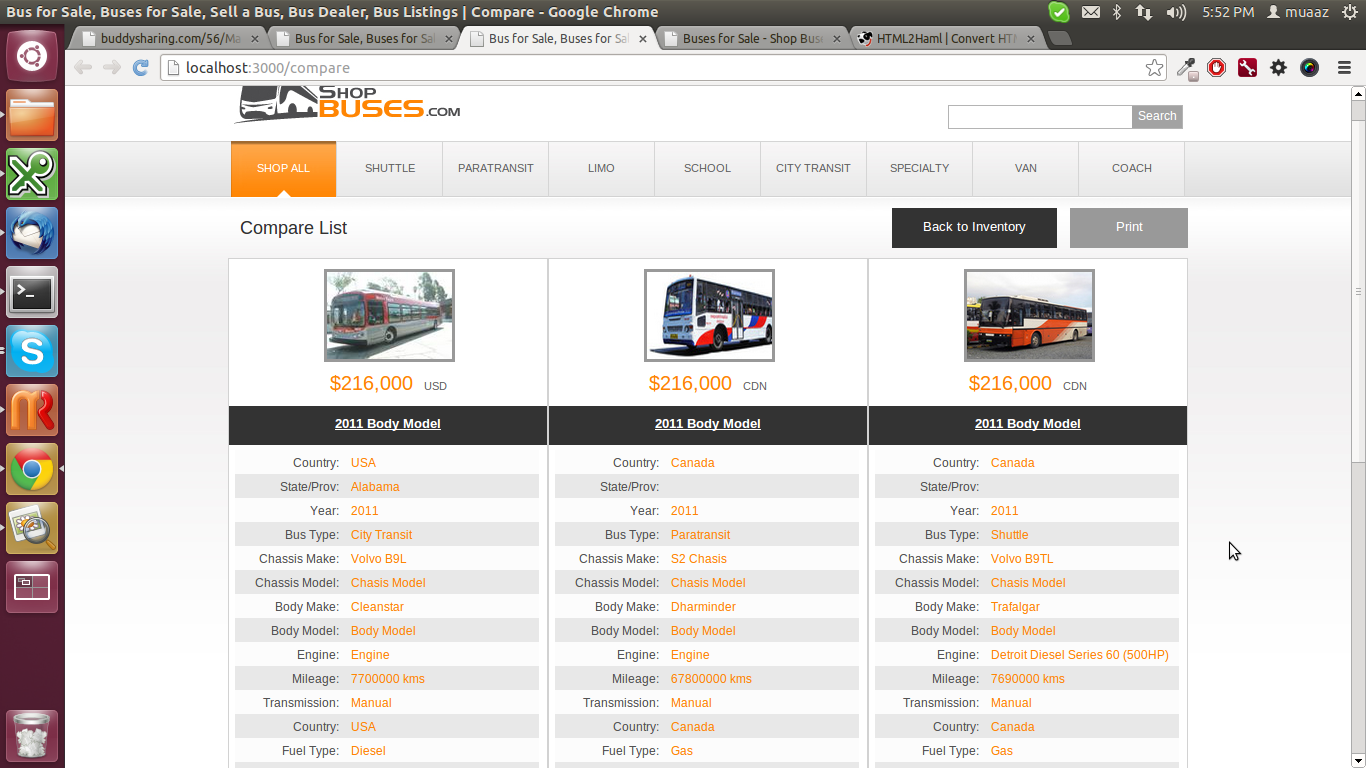 Bus for Sale, Buses for Sale, Sell a Bus, Bus Dealer, Bus Listings | Compare - Google Chrome
5:52 PM muaaz
buddysharing.com/56/Ma
Bus for Sale, Buses for Sa
Bus for Sale, Buses for Sa
Buses for Sale - Shop Bus
HTML2Haml | Convert HTM
localhost:3000/compare
SHOP
BUSES.COM
Search
SHOP ALL SHUTTLE PARATRANSIT LIMO SCHOOL CITY TRANSIT SPECIALTY VAN COACH
Compare List
Back to Inventory
Print
$216,000 USD
2011 Body Model
Country: USA
State/Prov: Alabama
Year: 2011
Bus Type: City Transit
Chassis Make: Volvo B9L
Chassis Model: Chasis Model
Body Make: Cleanstar
Body Model: Body Model
Engine: Engine
Mileage: 7700000 kms
Transmission: Manual
Country: USA
Fuel Type: Diesel
$216,000 CDN
2011 Body Model
Country: Canada
State/Prov:
Year: 2011
Bus Type: Paratransit
Chassis Make: S2 Chasis
Chassis Model: Chasis Model
Body Make: Dharminder
Body Model: Body Model
Engine: Engine
Mileage: 67800000 kms
Transmission: Manual
Country: Canada
Fuel Type: Gas
$216,000 CDN
2011 Body Model
Country: Canada
State/Prov:
Year: 2011
Bus Type: Shuttle
Chassis Make: Volvo B9TL
Chassis Model: Chasis Model
Body Make: Trafalgar
Body Model: Body Model
Engine: Detroit Diesel Series 60 (500HP)
Mileage: 7690000 kms
Transmission: Manual
Country: Canada
Fuel Type: Gas